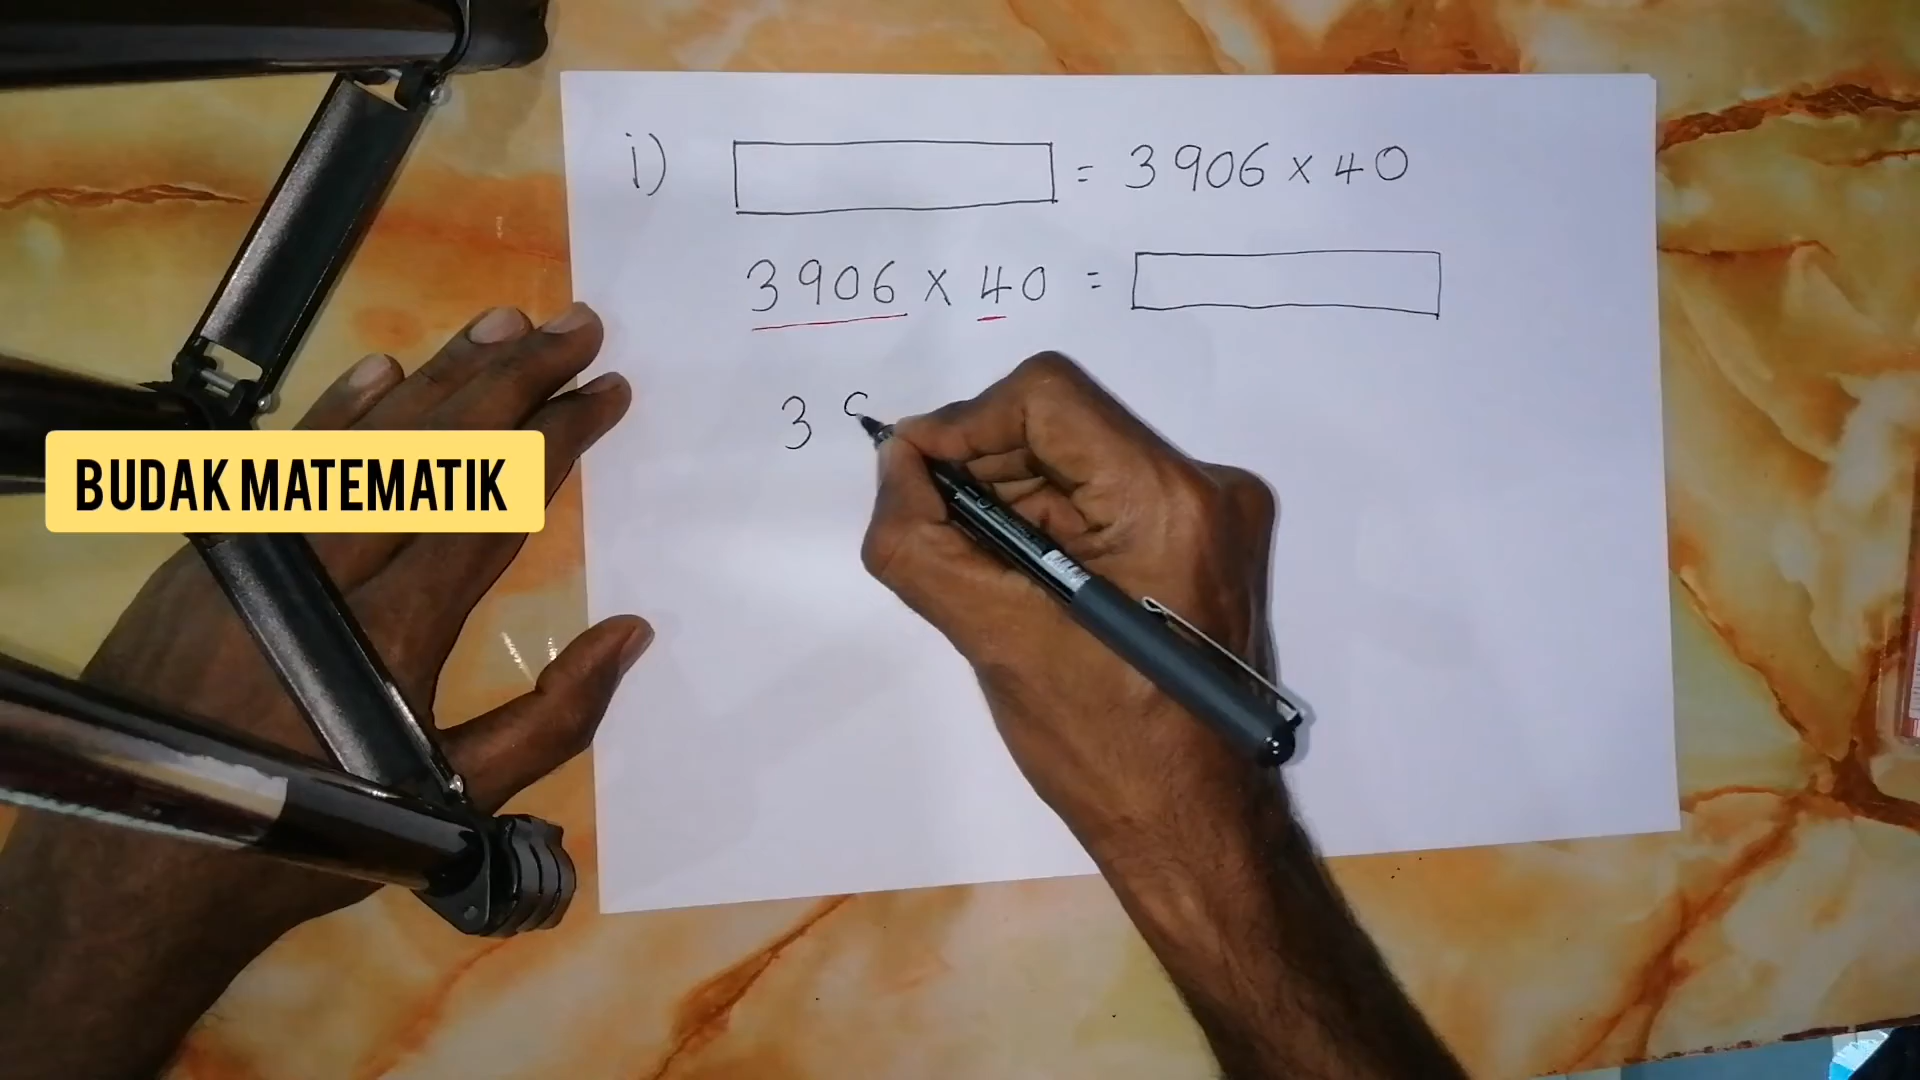 i) = 3906 x 40
3906 x 40 =
3
BUDAK MATEMATIK